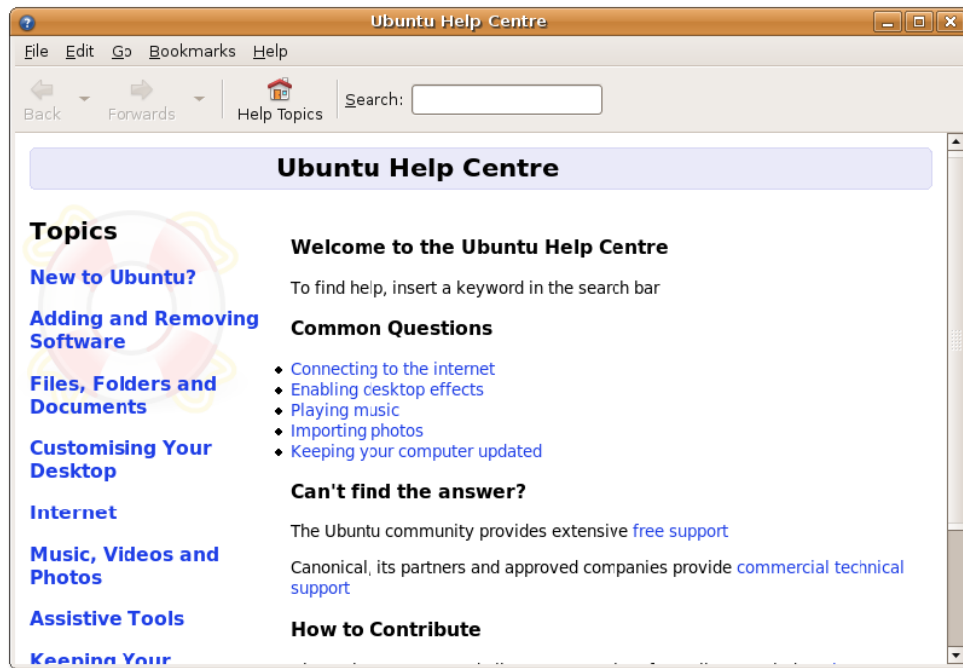 Ubuntu Help Centre
File Edit Go Bookmarks Help
Back Forwards Help Topics Search:
Ubuntu Help Centre
Topics
New to Ubuntu?
Adding and Removing
Software
Files, Folders and
Documents
Customising Your
Desktop
Internet
Music, Videos and
Photos
Assistive Tools
Keeping Your
Welcome to the Ubuntu Help Centre
To find help, insert a keyword in the search bar
Common Questions
Connecting to the internet
Enabling desktop effects
Playing music
Importing photos
Keeping your computer updated
Can't find the answer?
The Ubuntu community provides extensive free support
Canonical, its partners and approved companies provide commercial technical
support
How to Contribute